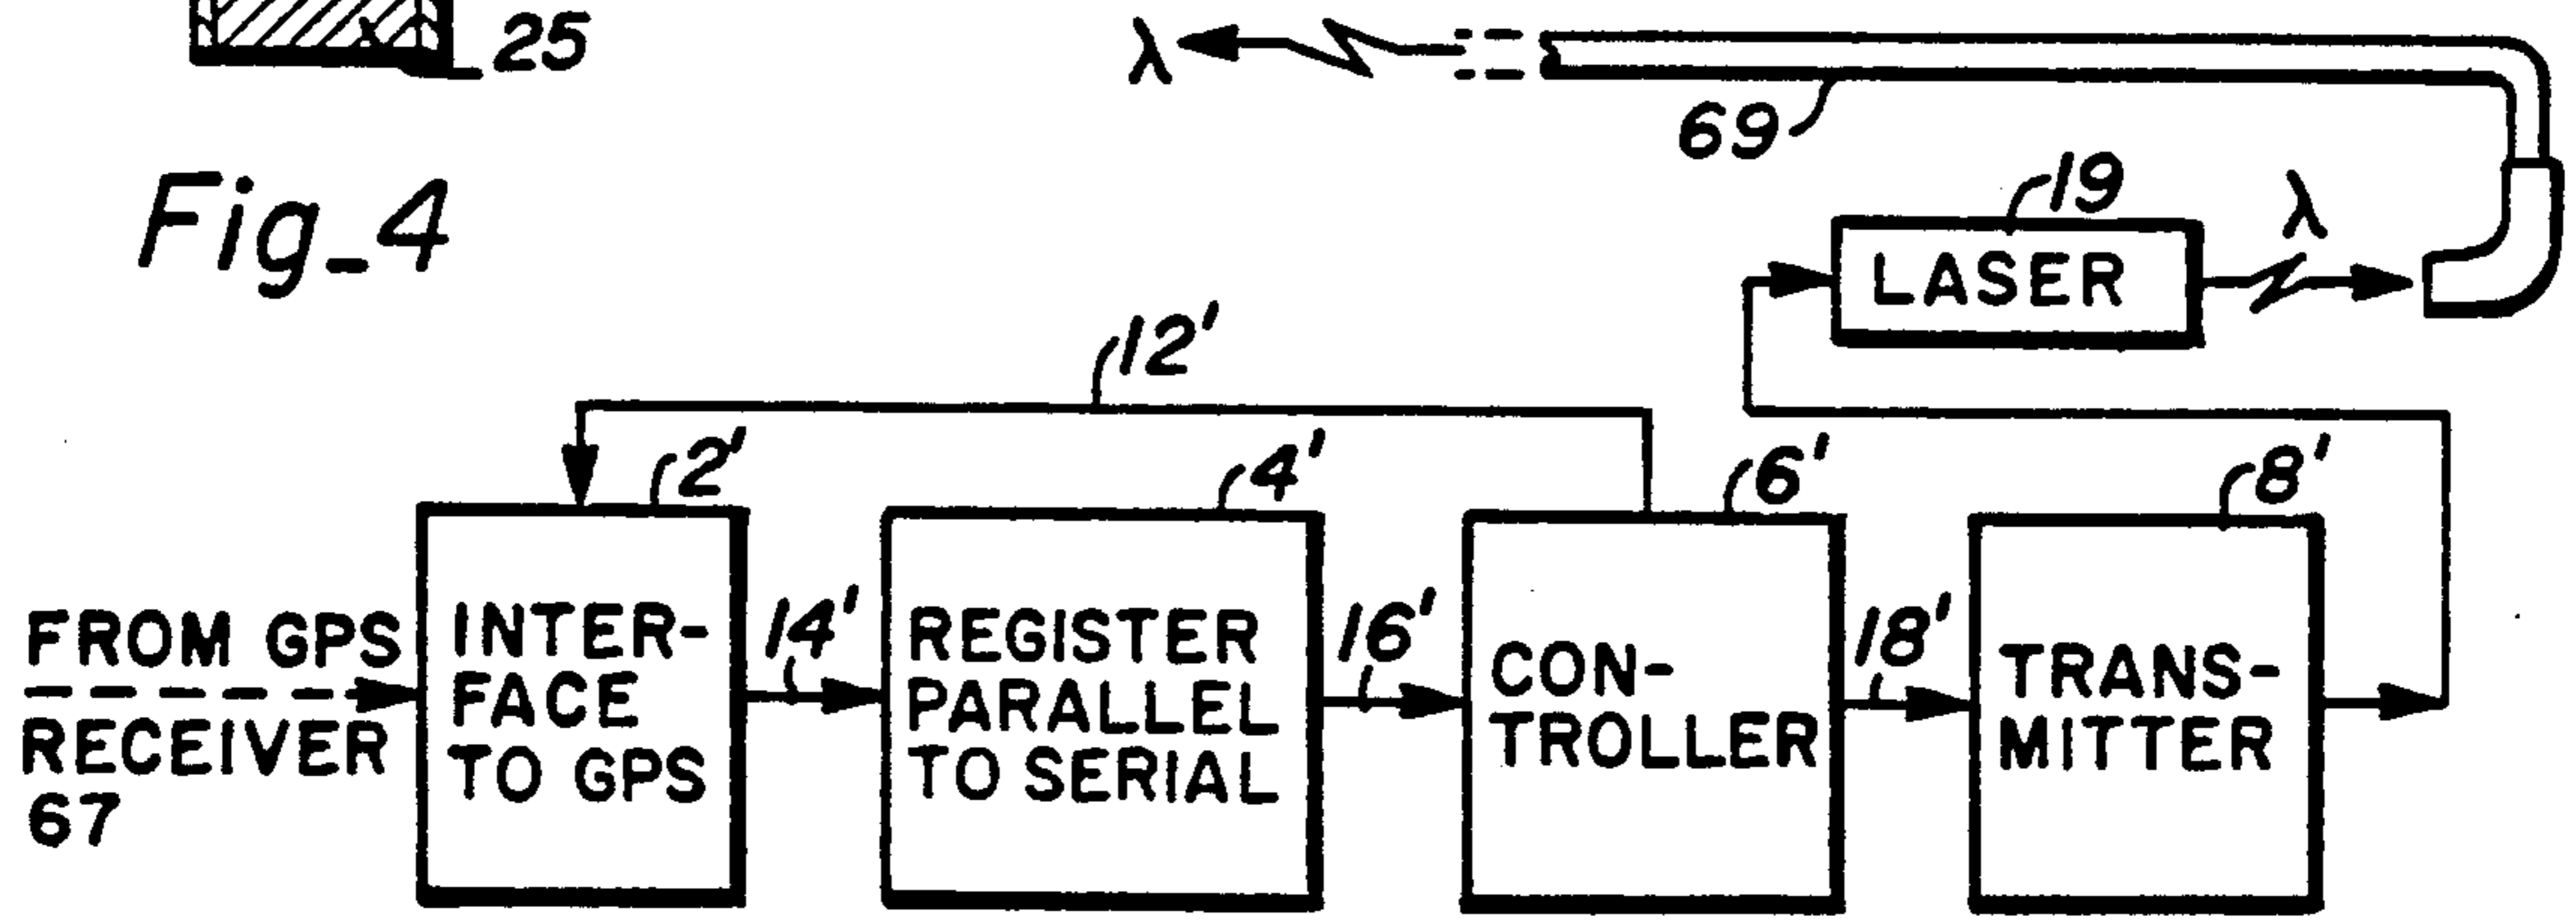 25
λ
69
Fig_4
19
λ
LASER
12'
2'
4'
6'
8'
FROM GPS
RECEIVER
67
INTER-
FACE
TO GPS
14'
REGISTER
PARALLEL
TO SERIAL
16'
CON-
TROLLER
18'
TRANS-
MITTER